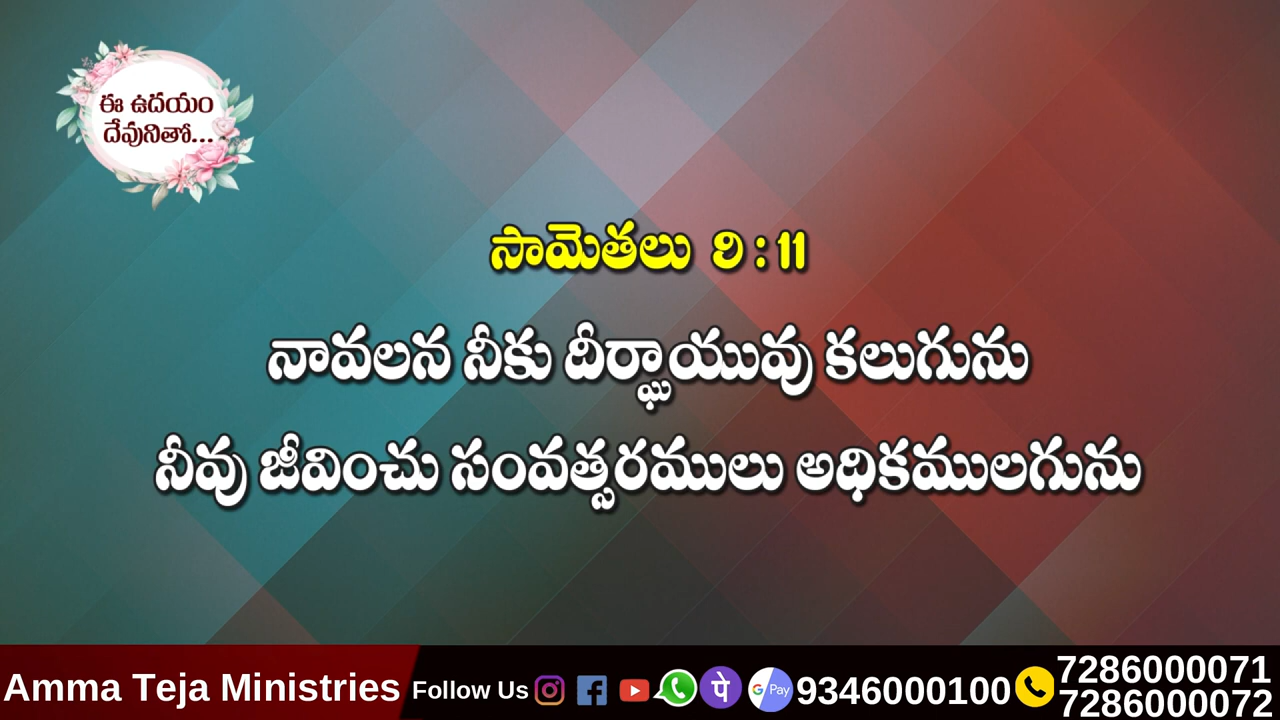 ఈ ఉదయం
దేవునితో...
సామెతలు 9 : 11
నావలన నీకు దీర్ఘాయువు కలుగును
నీవు జీవించు సంవత్సరములు అధికములగును
Amma Teja Ministries Follow Us पे G Pay 9346000100 7286000071
7286000072